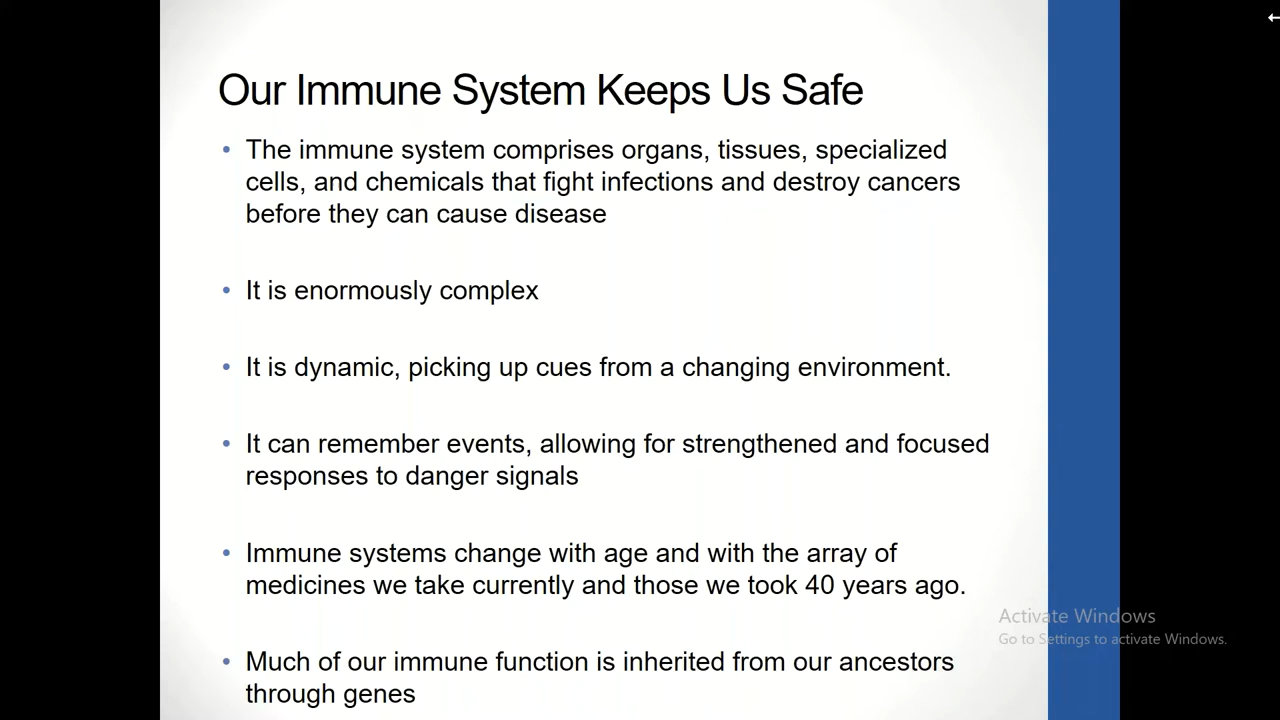 Our Immune System Keeps Us Safe
• The immune system comprises organs, tissues, specialized
cells, and chemicals that fight infections and destroy cancers
before they can cause disease
• It is enormously complex
• It is dynamic, picking up cues from a changing environment.
• It can remember events, allowing for strengthened and focused
responses to danger signals
• Immune systems change with age and with the array of
medicines we take currently and those we took 40 years ago.
• Much of our immune function is inherited from our ancestors
through genes
Activate Windows
Go to Settings to activate Windows.